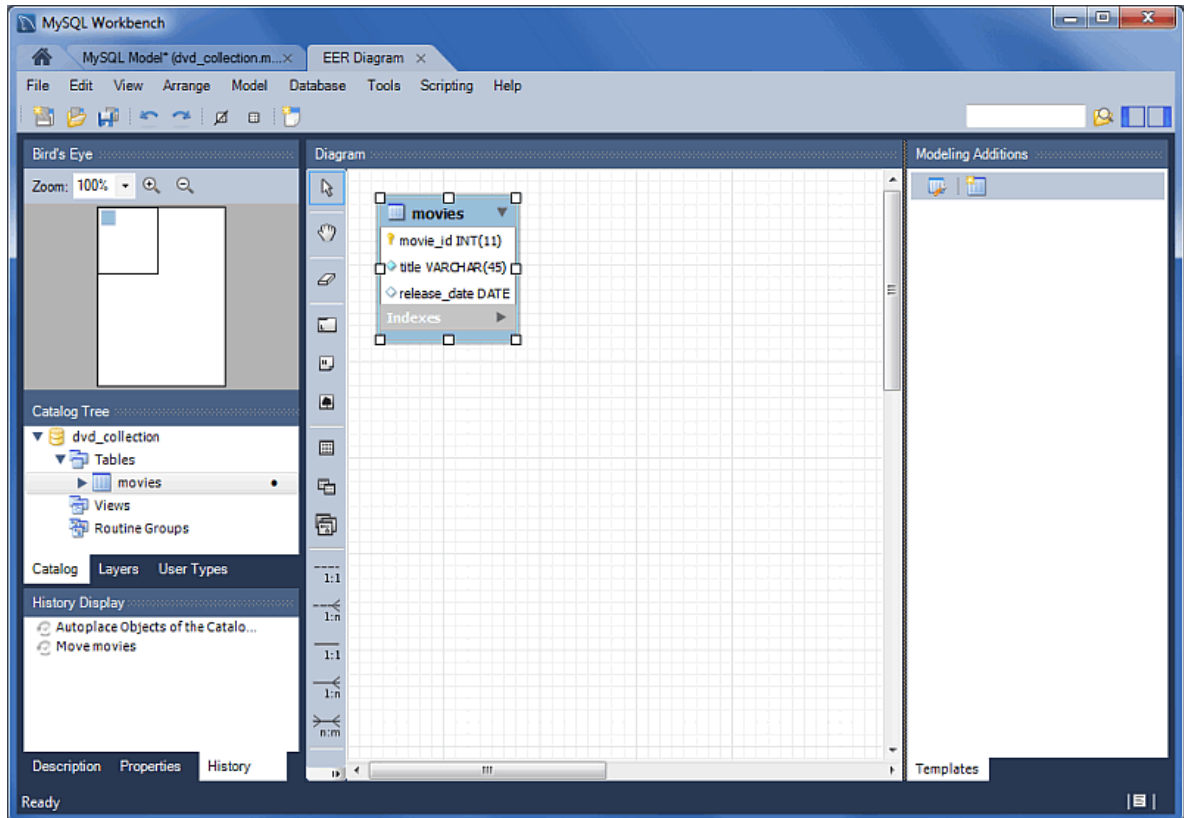 MySQL Workbench
MySQL Model* (dvd_collection.m... EER Diagram
File Edit View Arrange Model Database Tools Scripting Help
Bird's Eye
Zoom: 100%
Catalog Tree
dvd_collection
Tables
movies
Views
Routine Groups
Catalog Layers User Types
History Display
Autoplace Objects of the Catalo...
Move movies
Description Properties History
Diagram
1:1
1:n
1:1
1:n
n:m
movies
movie_id INT(11)
title VARCHAR(45)
release_date DATE
Indexes
Modeling Additions
Templates
Ready